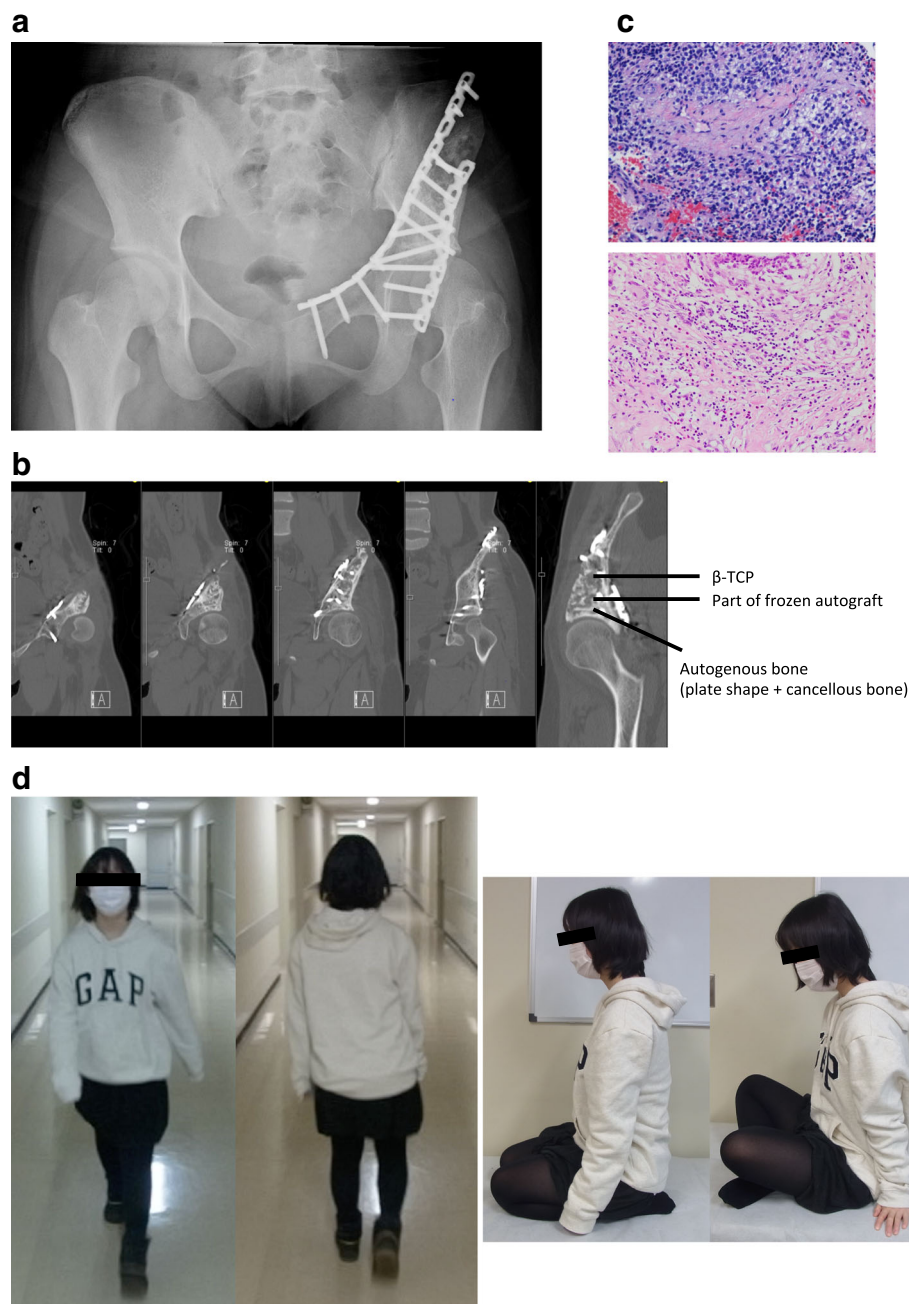 a
c
b
Spin: 7
Tilt: 0
Spin: 7
Tilt: 0
Spin: 7
Tilt: 0
Spin: 7
Tilt: 0
A
A
A
A
β-TCP
Part of frozen autograft
Autogenous bone
(plate shape + cancellous bone)
d
GAP
P
AP